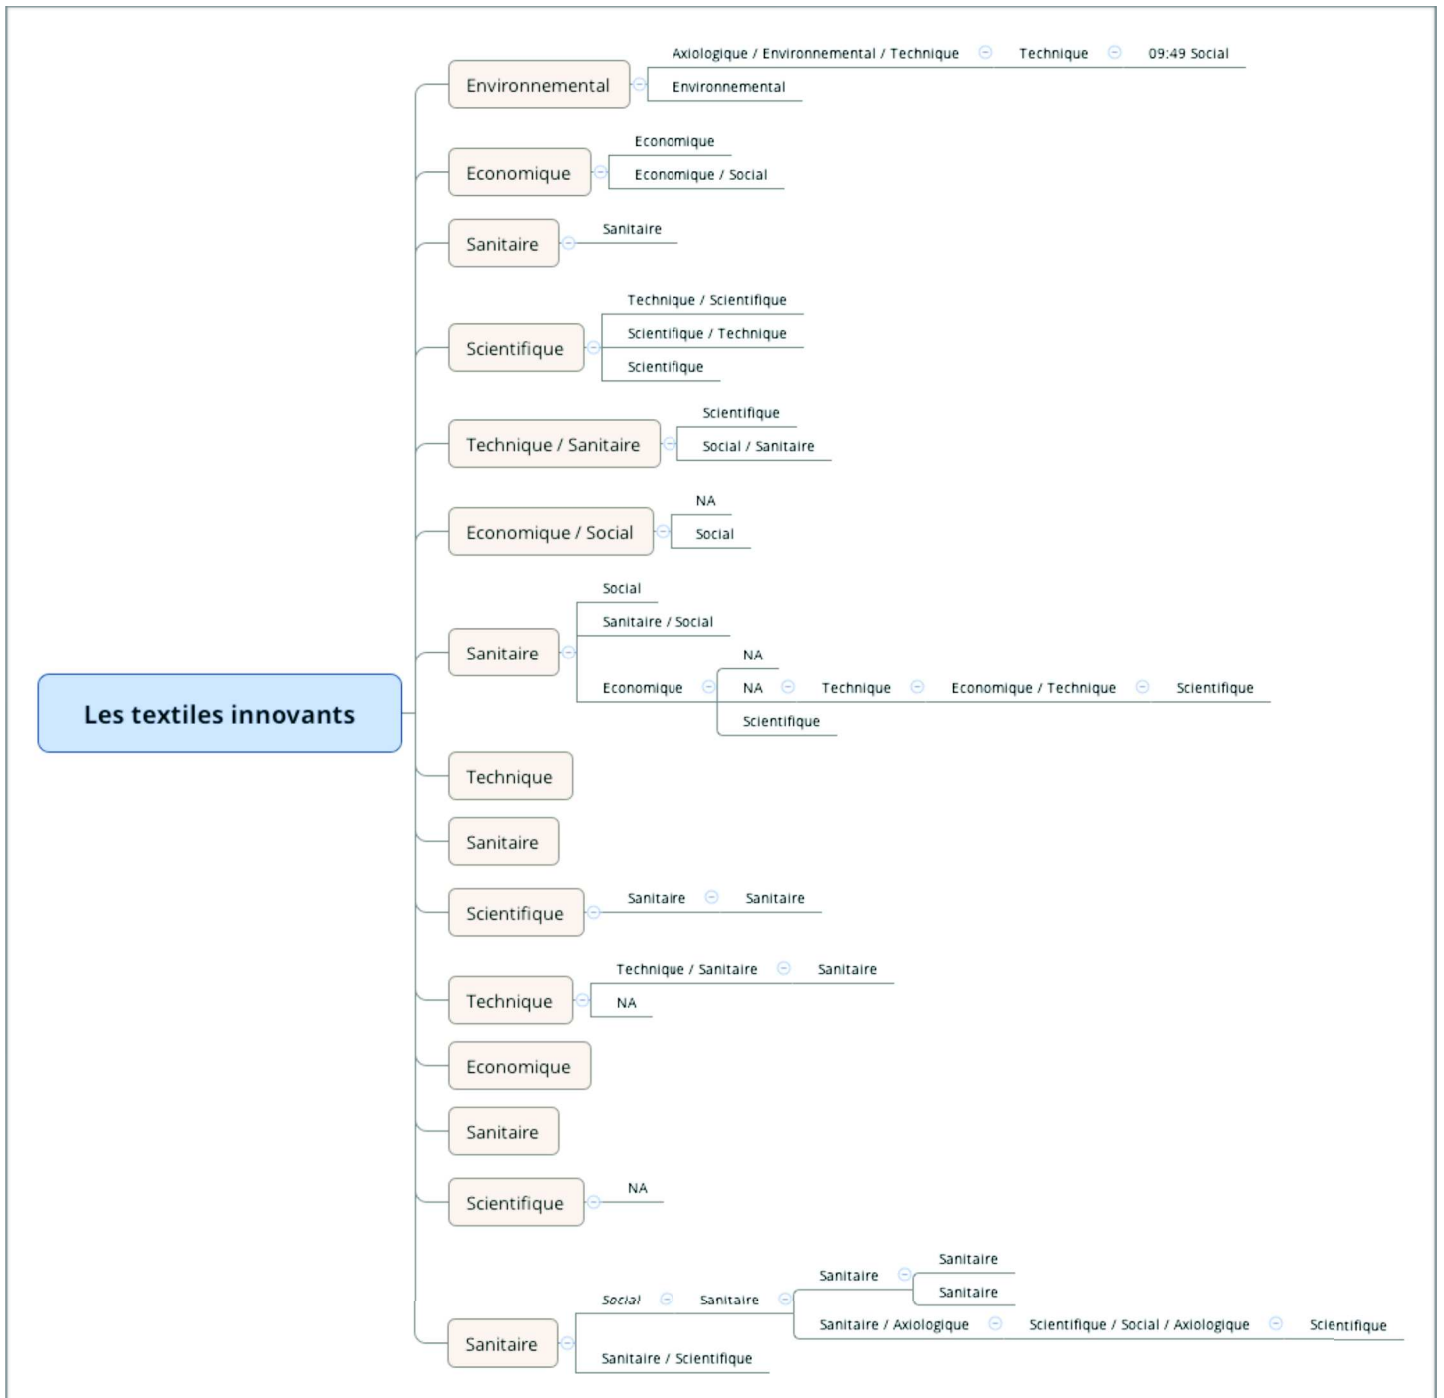 Axiologique / Environnemental / Technique Technique 09:49 Social
Environnemental
Environnemental
Economique
Economique
Economique / Social
Sanitaire
Sanitaire
Technique / Scientifique
Scientifique
Scientifique / Technique
Scientifique
Scientifique
Technique / Sanitaire
Social / Sanitaire
NA
Economique / Social
Social
Social
Sanitaire / Social
Sanitaire
NA
Economique NA Technique Economique / Technique Scientifique
Scientifique
Les textiles innovants
Technique
Sanitaire
Scientifique
Sanitaire Sanitaire
Technique / Sanitaire Sanitaire
Technique
NA
Economique
Sanitaire
NA
Scientifique
Sanitaire
Sanitaire
Sanitaire
Social Sanitaire
Sanitaire / Axiologique Scientifique / Social / Axiologique Scientifique
Sanitaire
Sanitaire / Scientifique